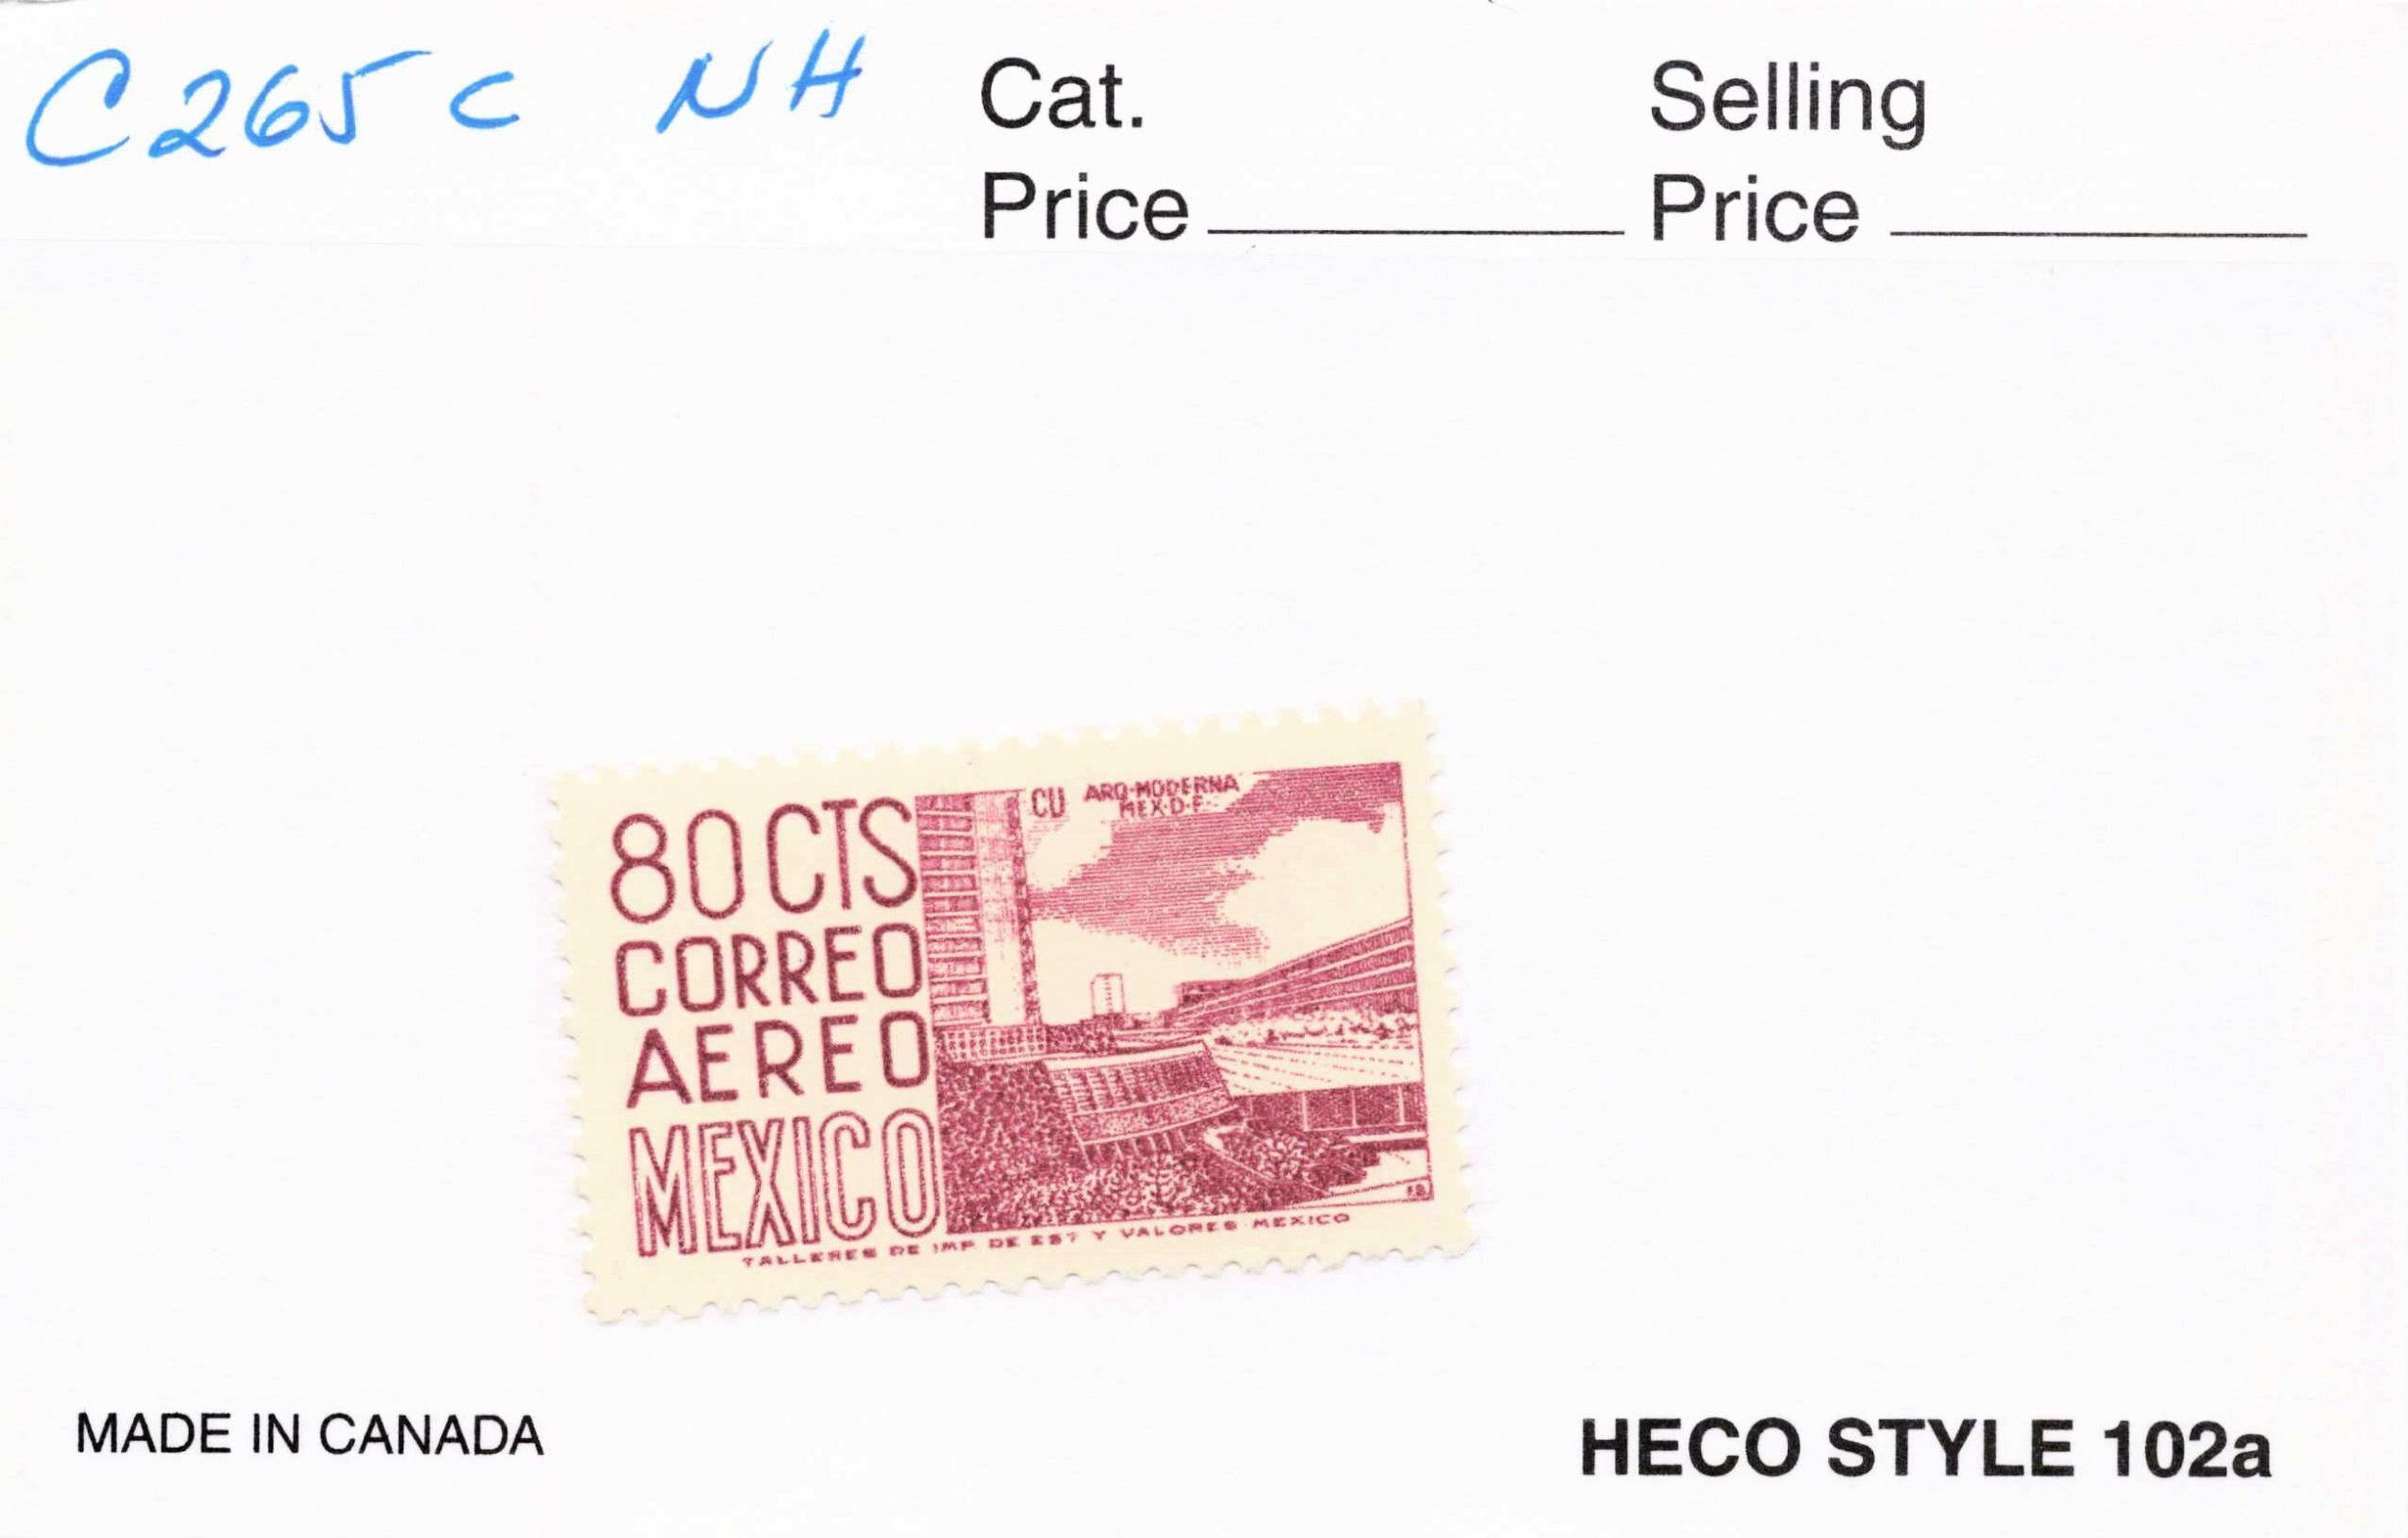 C265c NH
Cat.
Price
Selling
Price
80 CTS
CORREO
AEREO
MEXICO
CU
ARQ·MODERNA
MEX·D·F·
F.B.
TALLERES DE IMP DE EST Y VALORES·MEXICO
MADE IN CANADA
HECO STYLE 102a